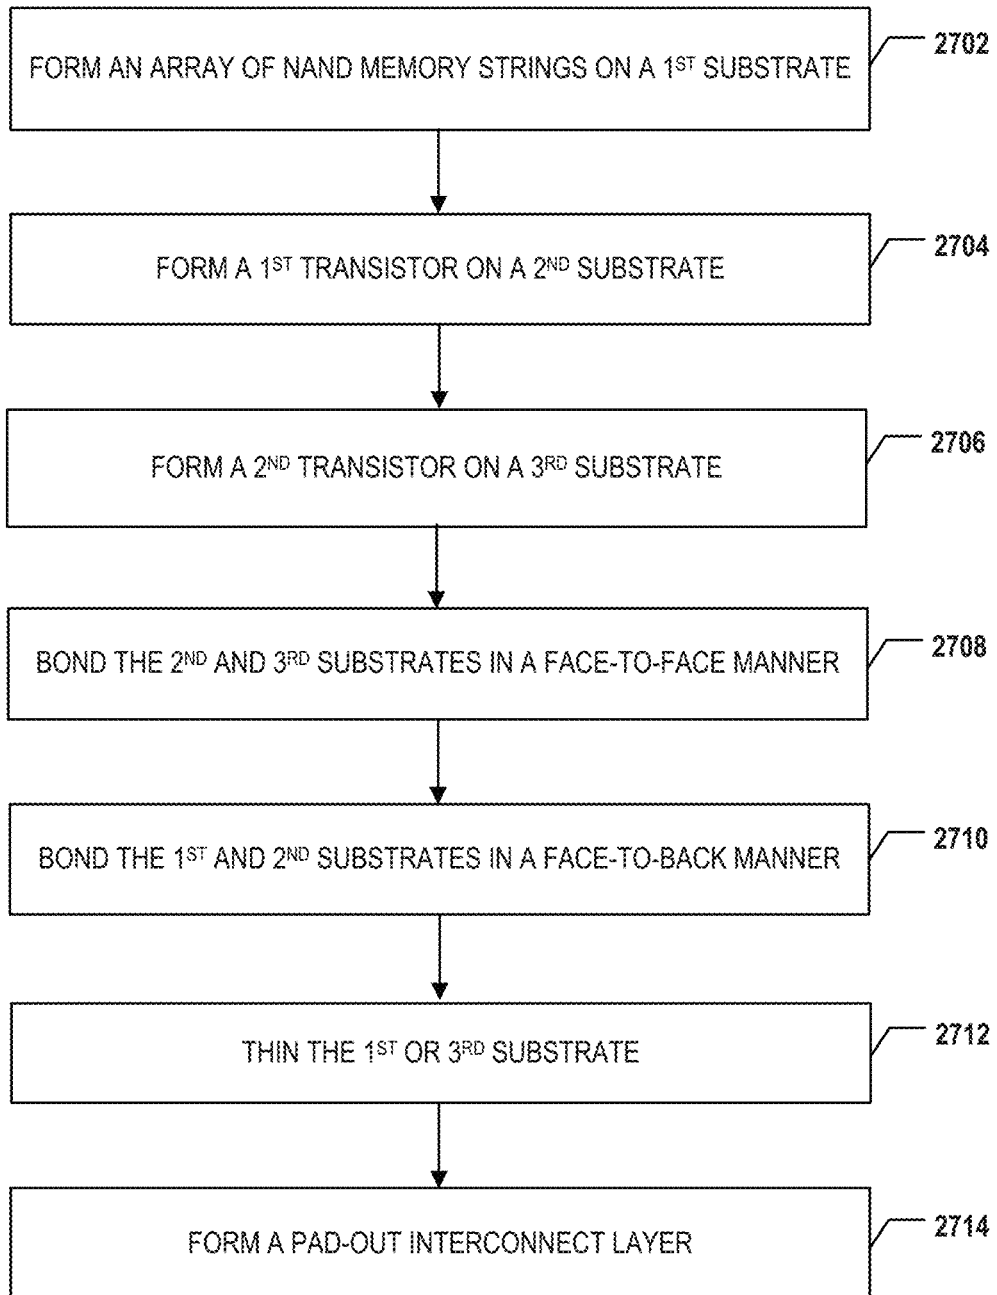 FORM AN ARRAY OF NAND MEMORY STRINGS ON A 1ST SUBSTRATE
2702
FORM A 1ST TRANSISTOR ON A 2ND SUBSTRATE
2704
FORM A 2ND TRANSISTOR ON A 3RD SUBSTRATE
2706
BOND THE 2ND AND 3RD SUBSTRATES IN A FACE-TO-FACE MANNER
2708
BOND THE 1ST AND 2ND SUBSTRATES IN A FACE-TO-BACK MANNER
2710
THIN THE 1ST OR 3RD SUBSTRATE
2712
FORM A PAD-OUT INTERCONNECT LAYER
2714